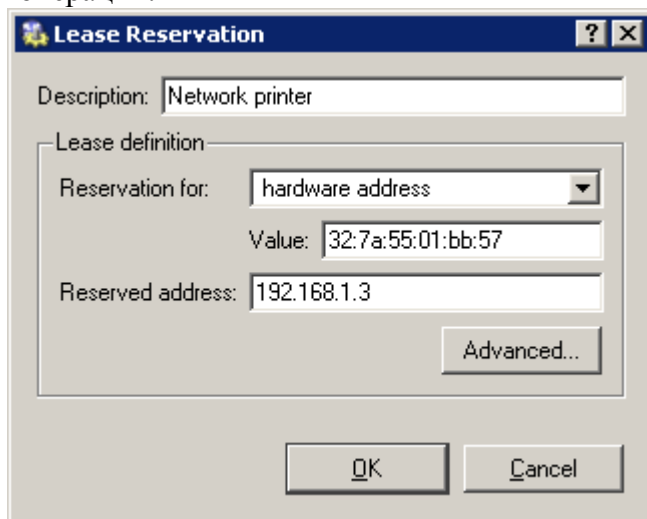 Lease Reservation
Description: Network printer
Lease definition
Reservation for: hardware address
Value: 32:7a:55:01:bb:57
Reserved address: 192.168.1.3
Advanced...
OK
Cancel